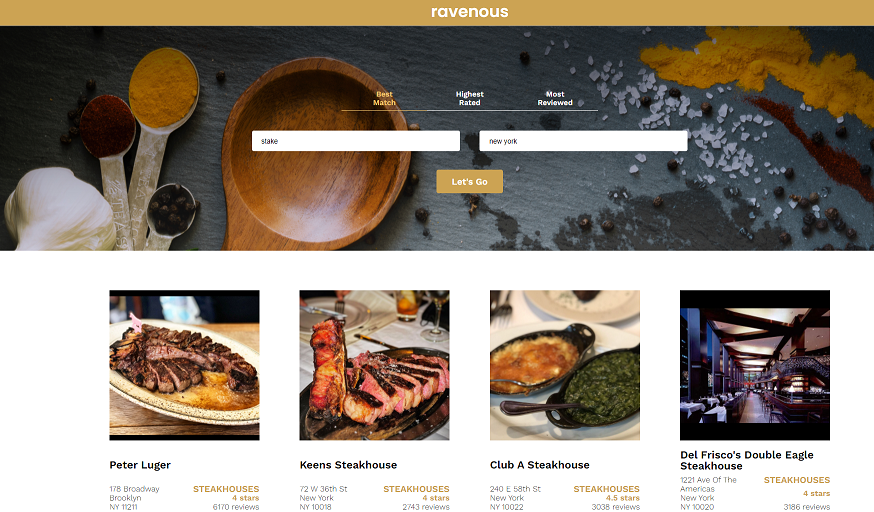 ravenous
Best
Match
Highest
Rated
Most
Reviewed
stake
new york
Let's Go
Peter Luger
178 Broadway
Brooklyn
NY 11211
STEAKHOUSES
4 stars
6170 reviews
Keens Steakhouse
72 W 36th St
New York
NY 10018
STEAKHOUSES
4 stars
2743 reviews
Club A Steakhouse
240 E 58th St
New York
NY 10022
STEAKHOUSES
4.5 stars
3038 reviews
Del Frisco's Double Eagle
Steakhouse
1221 Ave Of The
Americas
New York
NY 10020
STEAKHOUSES
4 stars
3186 reviews